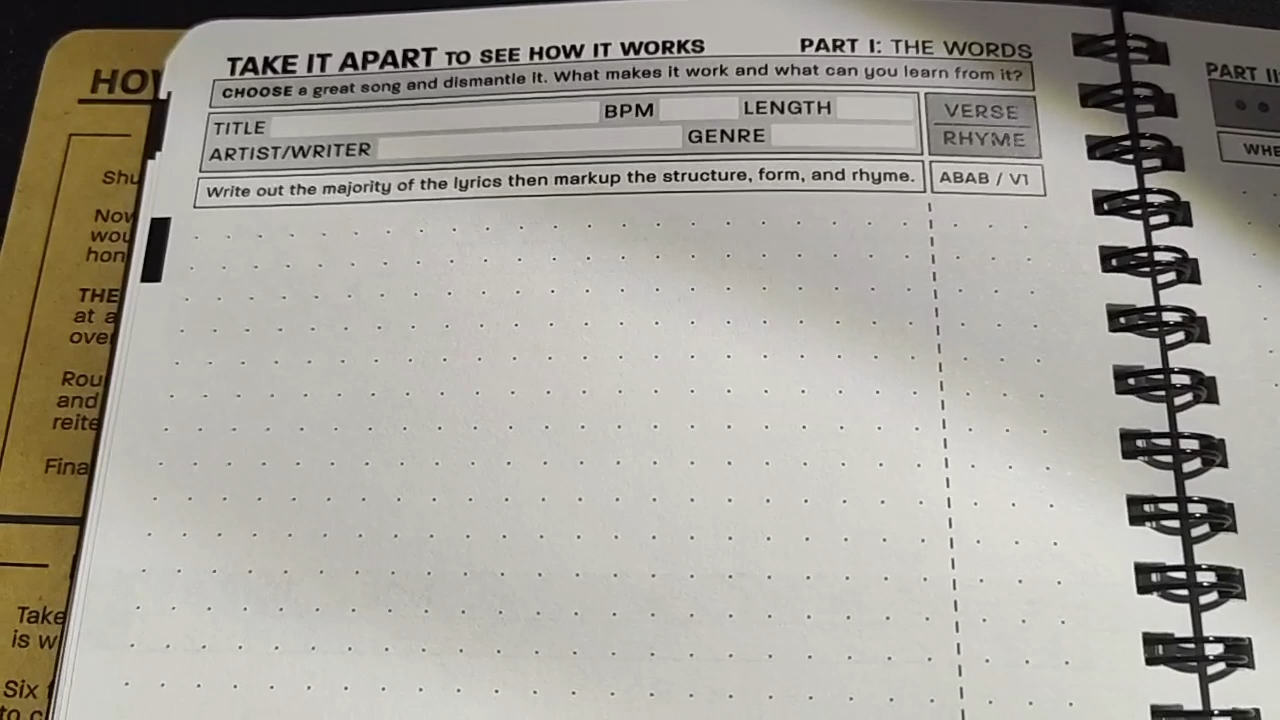 TAKE IT APART TO SEE HOW IT WORKS PART I: THE WORDS
CHOOSE a great song and dismantle it. What makes it work and what can you learn from it?
TITLE BPM LENGTH VERSE
ARTIST/WRITER GENRE RHYME
Write out the majority of the lyrics then markup the structure, form, and rhyme. ABAB / V1
HOW
Shu
Now
wou
hon
THE
at a
over
Rou
and
reite
Fina
Take
is w
Six
to c
PART II
WHE